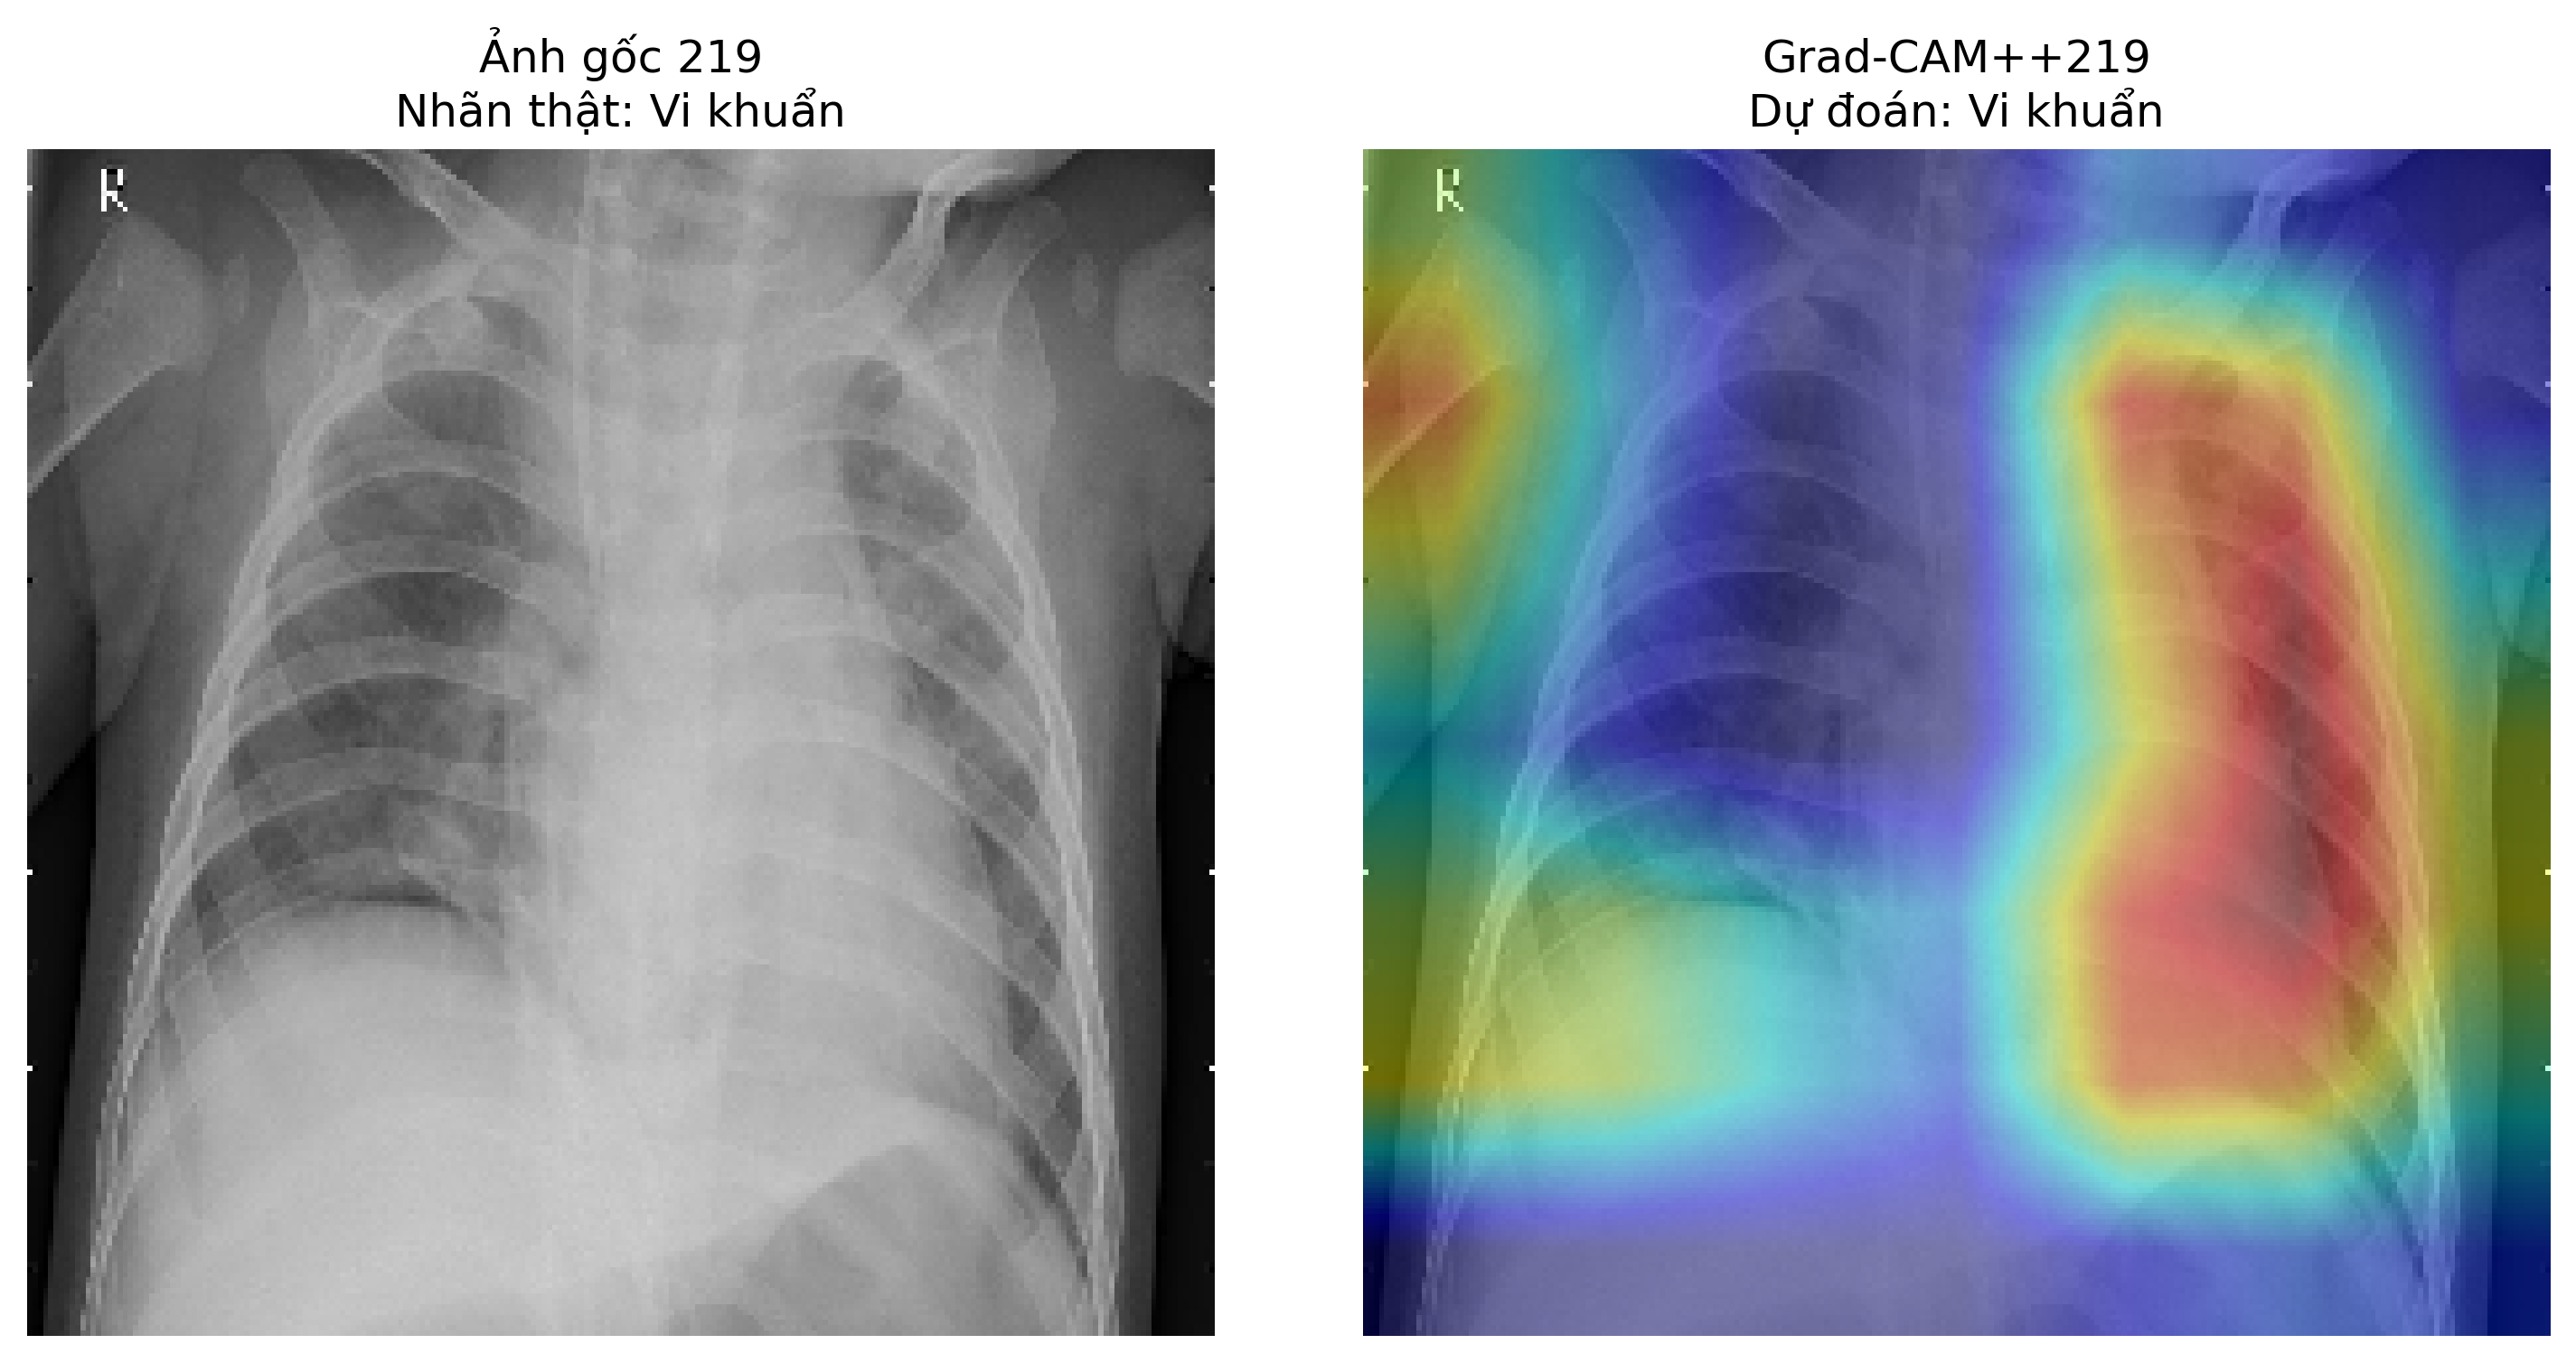 Ảnh gốc 219
Nhãn thật: Vi khuẩn
Grad-CAM++219
Dự đoán: Vi khuẩn
R
R